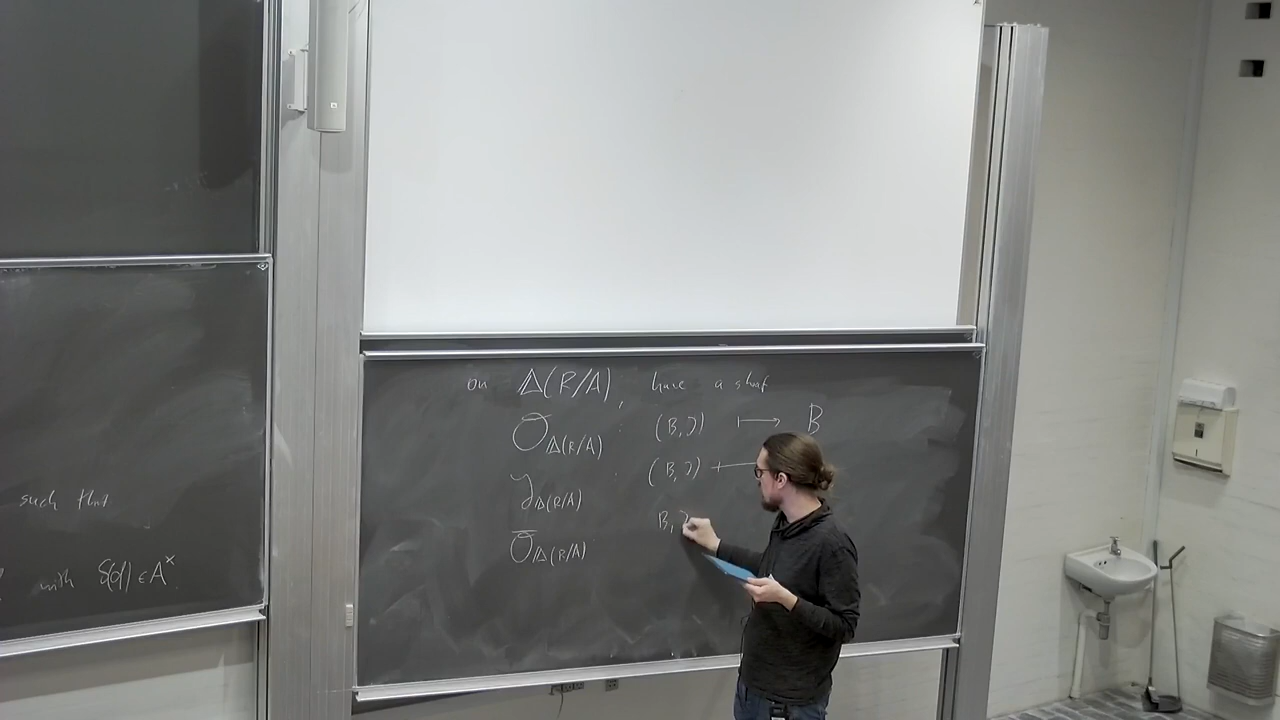 such that
with δ(d) ∈ A^×
on 𝚫(R/A), have a sheaf
O_𝚫(R/A) : (B, J) ⟼ B
J_𝚫(R/A) : (B, J) ⟼
Ō_𝚫(R/A) B, J